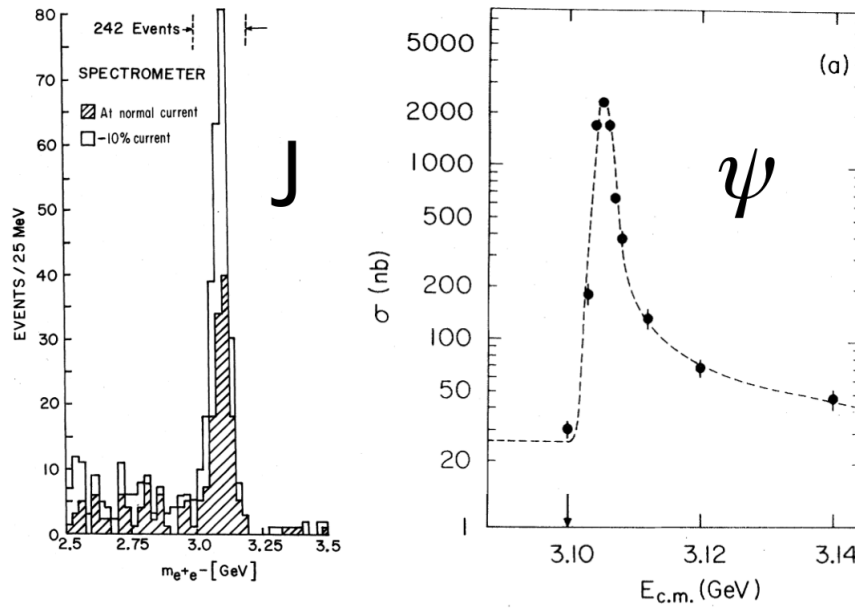 80
242 Events
SPECTROMETER
At normal current
-10% current
70
60
50
40
30
20
10
0
EVENTS / 25 MeV
2.5
2.75
3.0
3.25
3.5
me+e- [GeV]
J
5000
2000
1000
500
200
100
50
20
1
σ (nb)
(a)
ψ
3.10
3.12
3.14
Ec.m. (GeV)